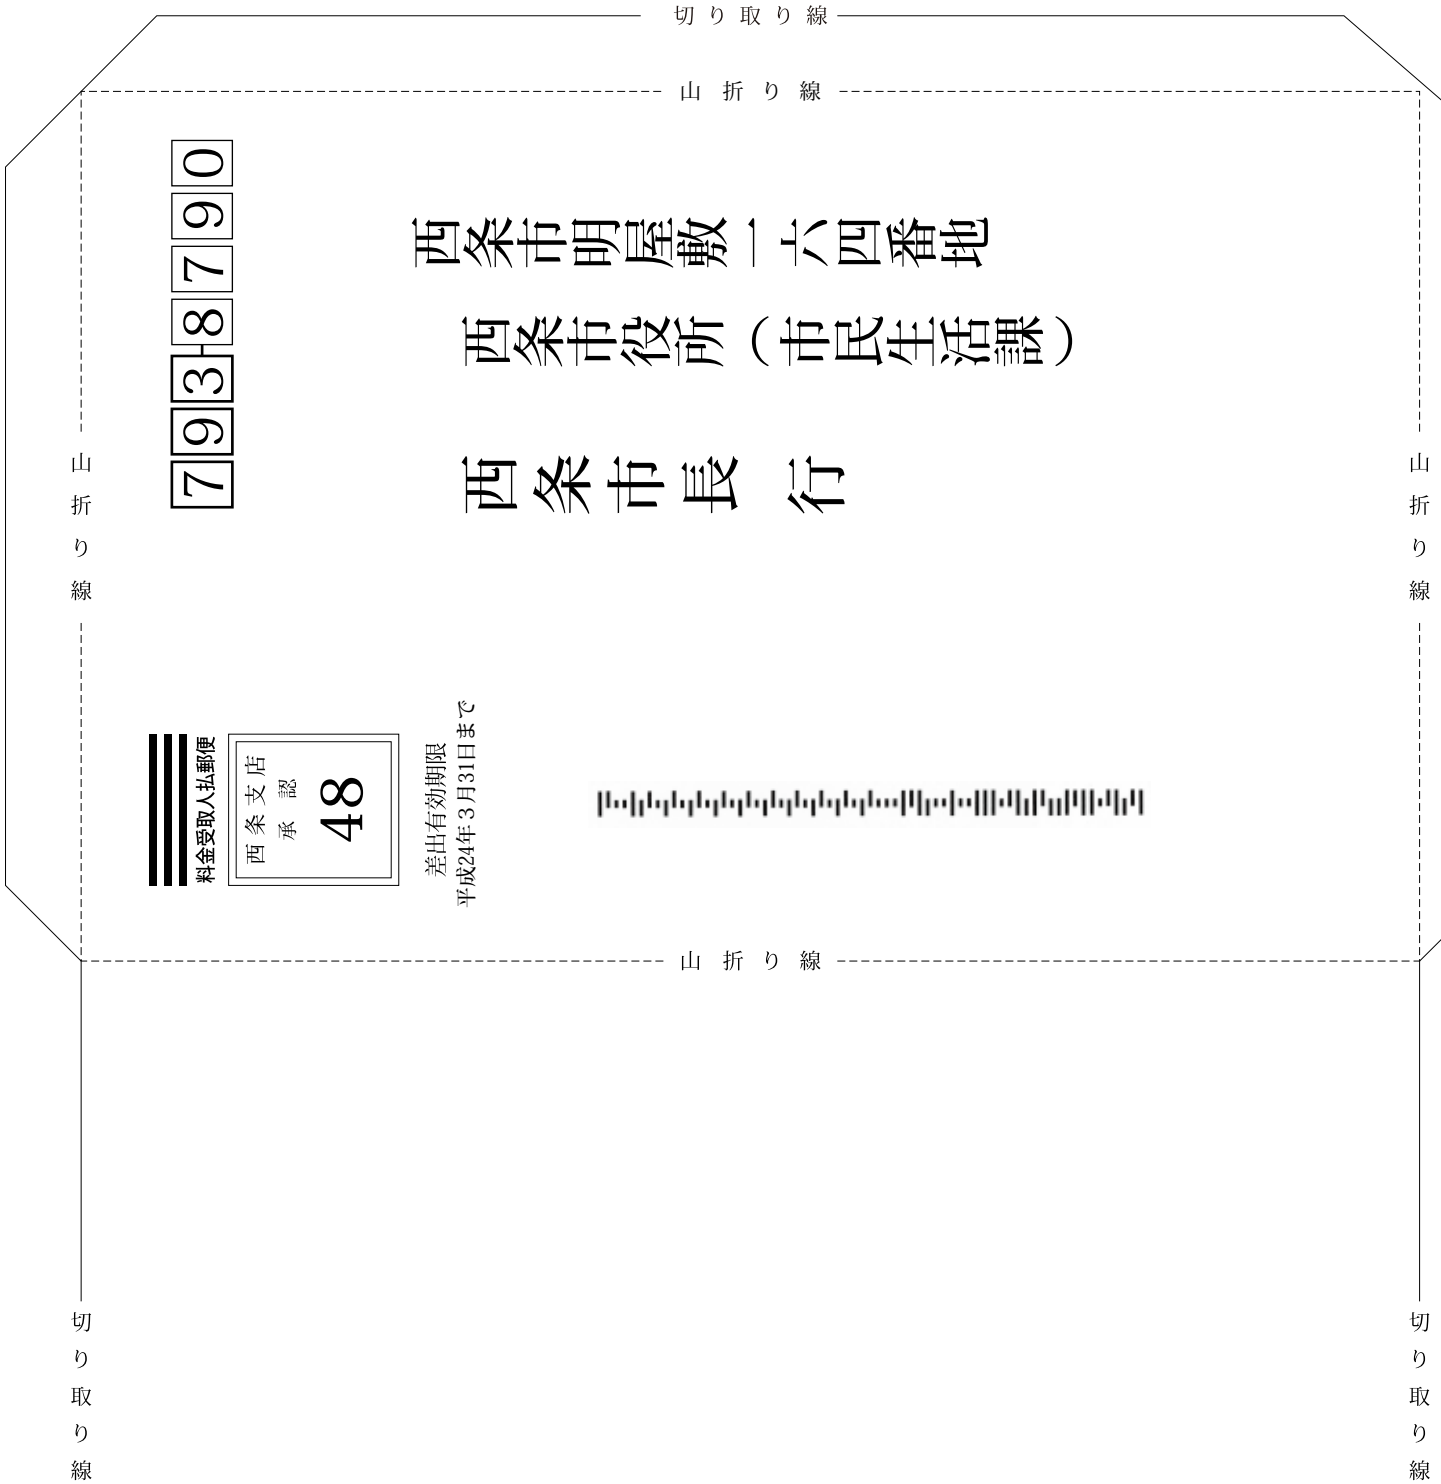 切り取り線
山折り線
7938790
西条市明屋敷一六四番地
西条市役所（市民生活課）
西条市長 行
山折り線
山折り線
料金受取人払郵便
西条支店
承認
48
差出有効期限
平成24年３月31日まで
山折り線
切り取り線
切り取り線